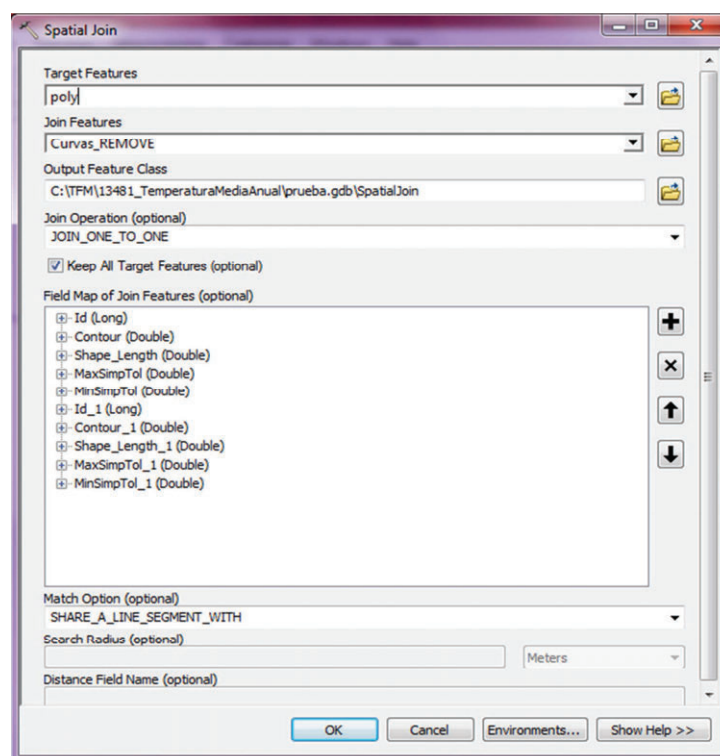 Spatial Join
Target Features
poly
Join Features
Curvas_REMOVE
Output Feature Class
C:\TFM\13481_TemperaturaMediaAnual\prueba.gdb\SpatialJoin
Join Operation (optional)
JOIN_ONE_TO_ONE
Keep All Target Features (optional)
Field Map of Join Features (optional)
Id (Long)
Contour (Double)
Shape_Length (Double)
MaxSimpTol (Double)
MinSimpTol (Double)
Id_1 (Long)
Contour_1 (Double)
Shape_Length_1 (Double)
MaxSimpTol_1 (Double)
MinSimpTol_1 (Double)
Match Option (optional)
SHARE_A_LINE_SEGMENT_WITH
Search Radius (optional)
Meters
Distance Field Name (optional)
OK Cancel Environments... Show Help >>